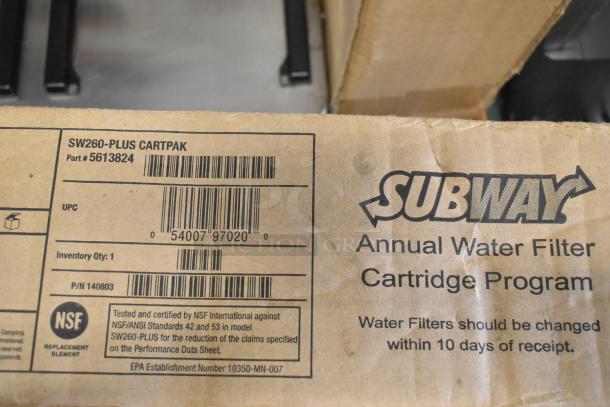 SW260-PLUS CARTPAK
Part # 5613824
UPC
0 54007 97020 0
Inventory Qty: 1
P/N 140803
NSF
REPLACEMENT
ELEMENT
Tested and certified by NSF International against
NSF/ANSI Standards 42 and 53 in model
SW260-PLUS for the reduction of the claims specified
on the Performance Data Sheet.
EPA Establishment Number 10350-MN-007
Company.
reserved
SUBWAY
Annual Water Filter
Cartridge Program
Water Filters should be changed
within 10 days of receipt.